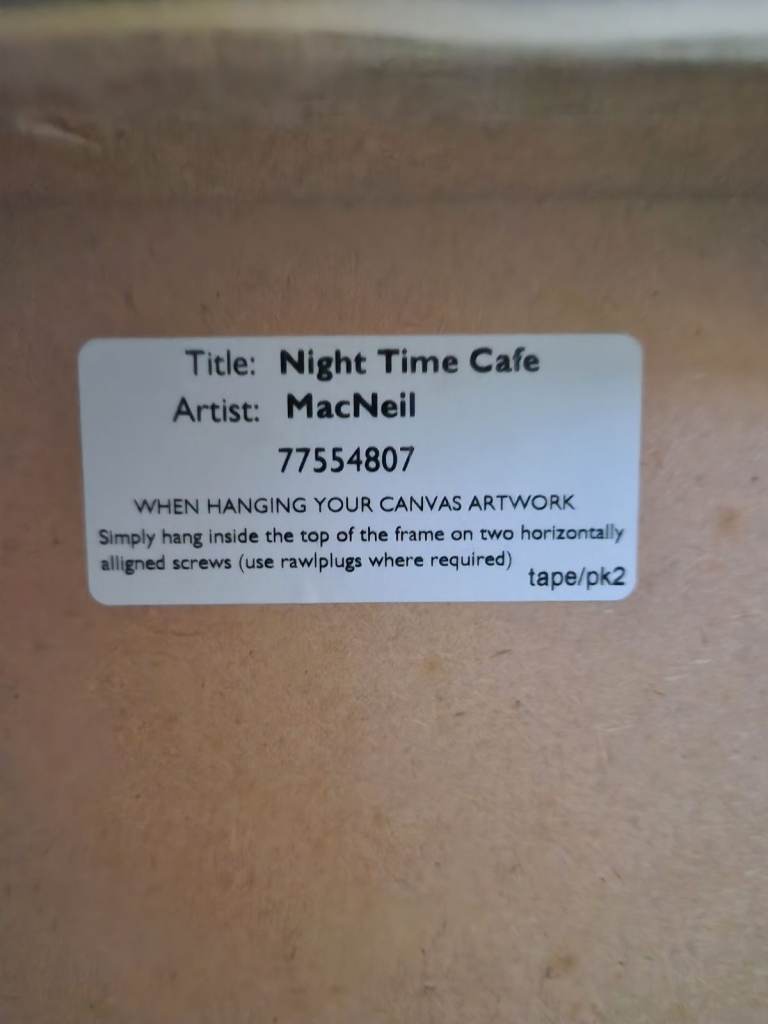 Title: Night Time Cafe
Artist: MacNeil
77554807
WHEN HANGING YOUR CANVAS ARTWORK
Simply hang inside the top of the frame on two horizontally
alligned screws (use rawlplugs where required)
tape/pk2